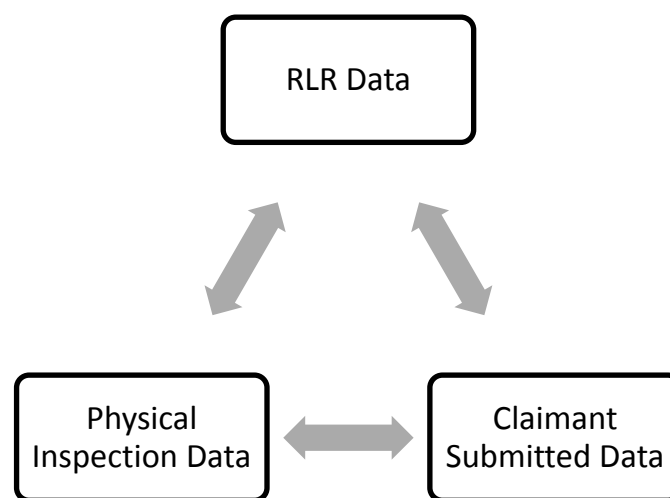 RLR Data
Physical
Inspection Data
Claimant
Submitted Data